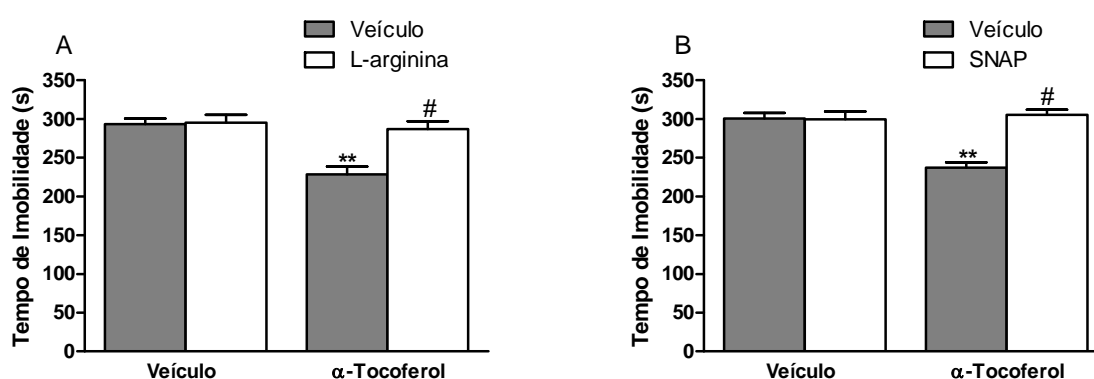 A
Veículo
L-arginina
Tempo de Imobilidade (s)
350
300
250
200
150
100
50
0
**
#
Veículo
α-Tocoferol
B
Veículo
SNAP
Tempo de Imobilidade (s)
350
300
250
200
150
100
50
0
**
#
Veículo
α-Tocoferol